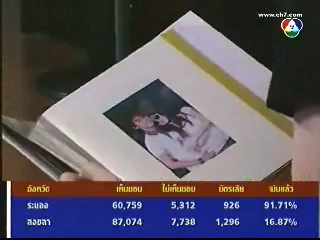 www.ch7.com
7
จังหวัด เห็นชอบ ไม่เห็นชอบ บัตรเสีย นับแล้ว
ระยอง 60,759 5,312 926 91.71%
สงขลา 87,074 7,738 1,296 16.87%